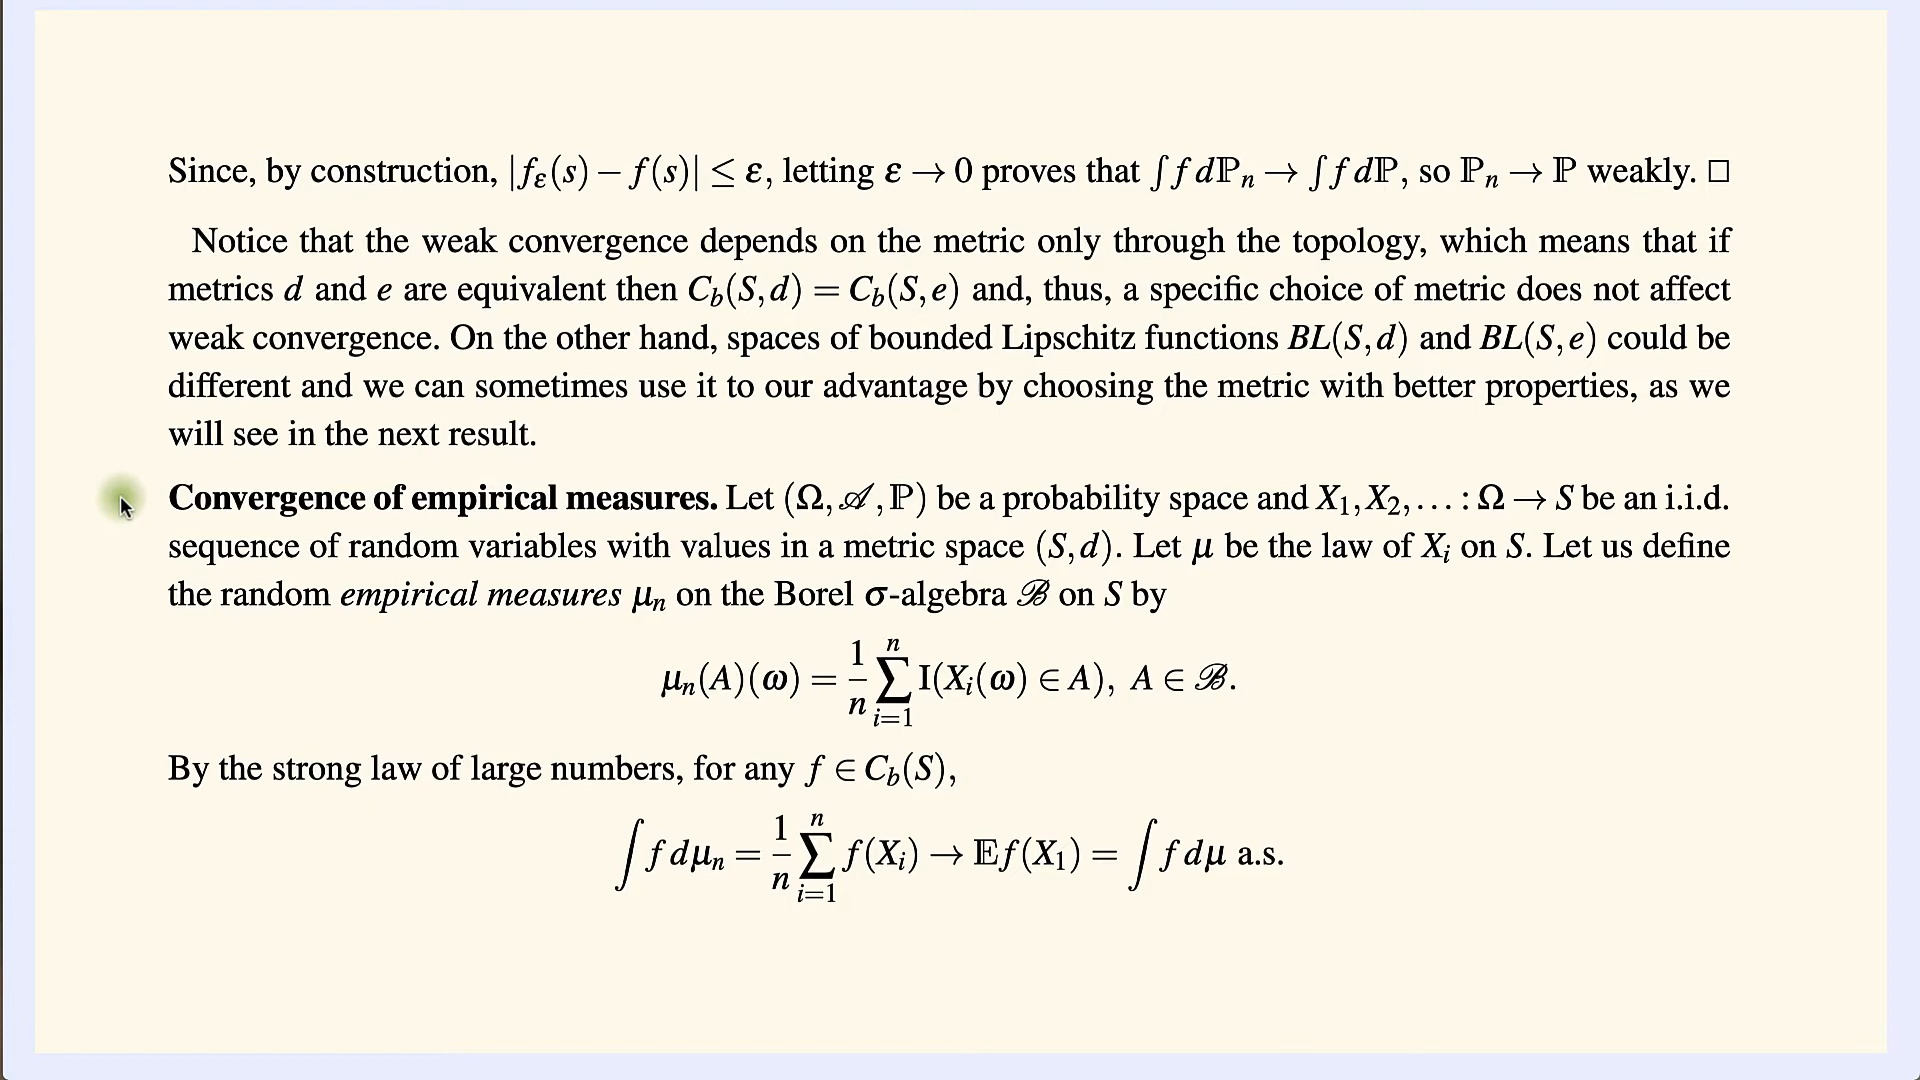 Since, by construction, |f_ε(s) − f(s)| ≤ ε, letting ε → 0 proves that ∫ f dℙ_n → ∫ f dℙ, so ℙ_n → ℙ weakly. □
Notice that the weak convergence depends on the metric only through the topology, which means that if
metrics d and e are equivalent then C_b(S,d) = C_b(S,e) and, thus, a specific choice of metric does not affect
weak convergence. On the other hand, spaces of bounded Lipschitz functions BL(S,d) and BL(S,e) could be
different and we can sometimes use it to our advantage by choosing the metric with better properties, as we
will see in the next result.
Convergence of empirical measures. Let (Ω, 𝒜, ℙ) be a probability space and X_1, X_2, … : Ω → S be an i.i.d.
sequence of random variables with values in a metric space (S,d). Let μ be the law of X_i on S. Let us define
the random empirical measures μ_n on the Borel σ-algebra ℬ on S by
μ_n(A)(ω) = \frac{1}{n} \sum_{i=1}^{n} I(X_i(ω) ∈ A), A ∈ ℬ.
By the strong law of large numbers, for any f ∈ C_b(S),
∫ f dμ_n = \frac{1}{n} \sum_{i=1}^{n} f(X_i) → 𝔼f(X_1) = ∫ f dμ a.s.